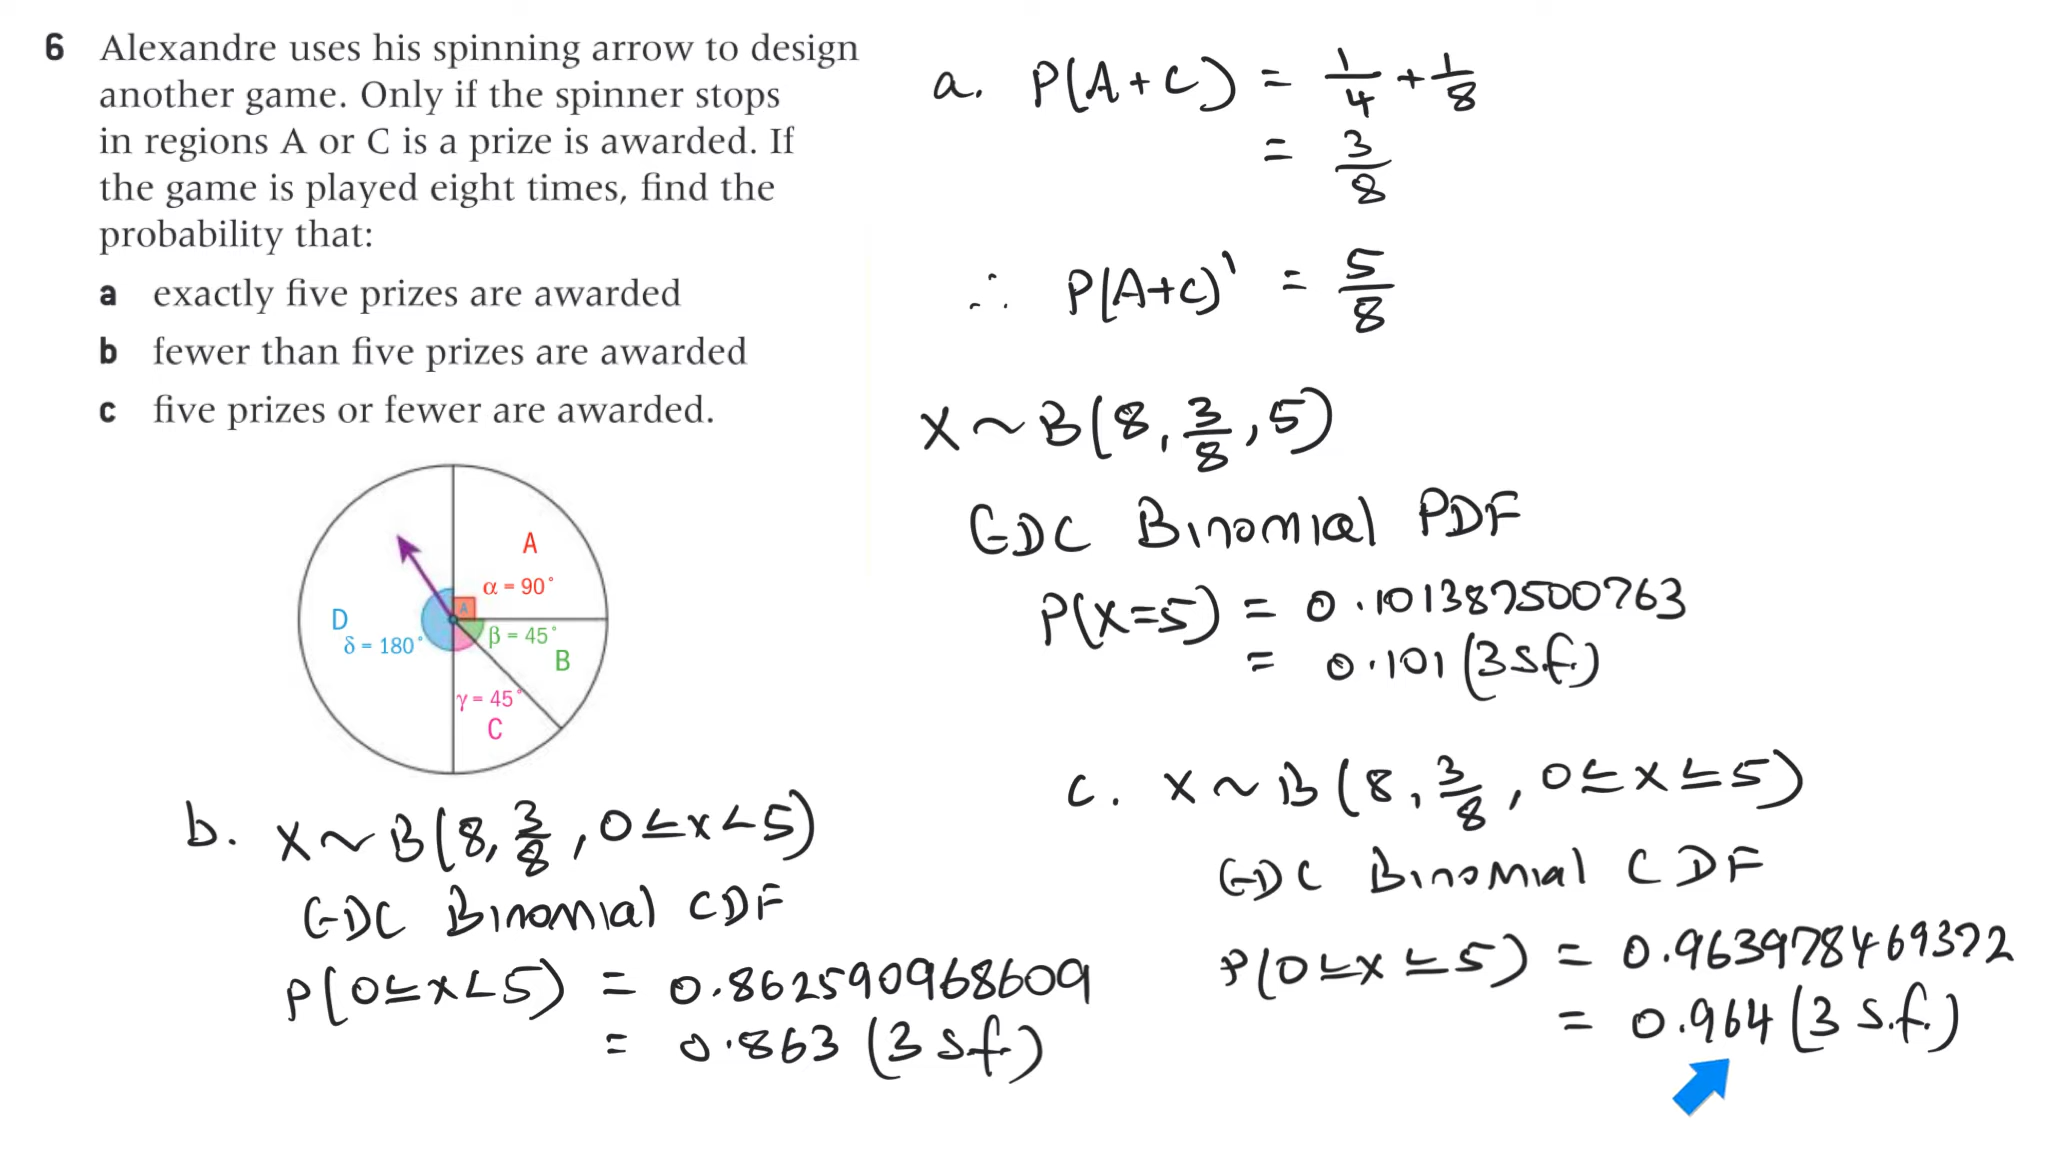 6 Alexandre uses his spinning arrow to design
another game. Only if the spinner stops
in regions A or C is a prize is awarded. If
the game is played eight times, find the
probability that:
a exactly five prizes are awarded
b fewer than five prizes are awarded
c five prizes or fewer are awarded.
A
α = 90°
A
D
δ = 180°
β = 45°
B
γ = 45°
C
a. P(A+C) = 1/4 + 1/8
= 3/8
∴ P(A+C)' = 5/8
X ~ B(8, 3/8, 5)
GDC Binomial PDF
P(X=5) = 0.101387500763
= 0.101 (3 s.f.)
b. X ~ B(8, 3/8, 0≤x<5)
GDC Binomial CDF
P(0≤x<5) = 0.862590968609
= 0.863 (3 s.f)
c. X ~ B(8, 3/8, 0≤x≤5)
GDC Binomial CDF
P(0≤x≤5) = 0.963978469372
= 0.964 (3 s.f.)